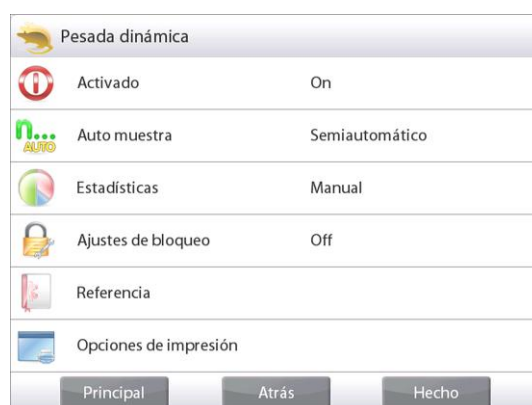 Pesada dinámica
Activado On
n... AUTO Auto muestra Semiautomático
Estadísticas Manual
Ajustes de bloqueo Off
Referencia
Opciones de impresión
Principal Atrás Hecho